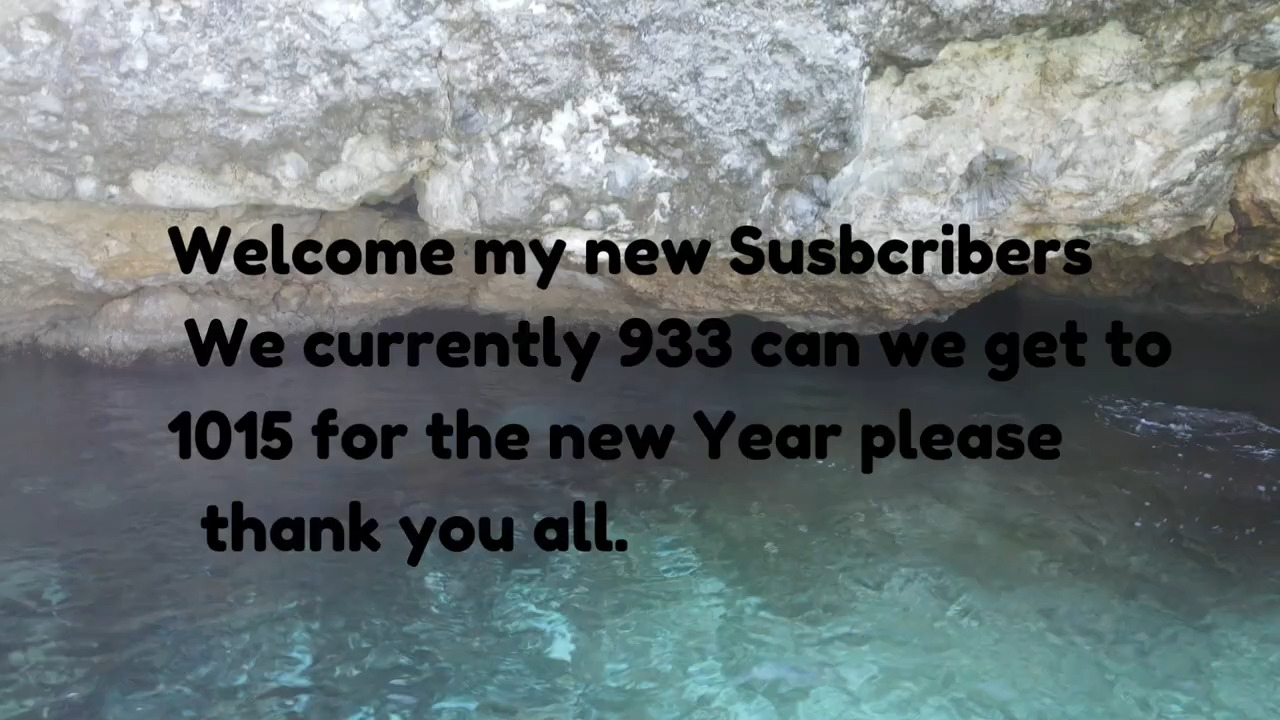 Welcome my new Susbcribers
We currently 933 can we get to
1015 for the new Year please
thank you all.